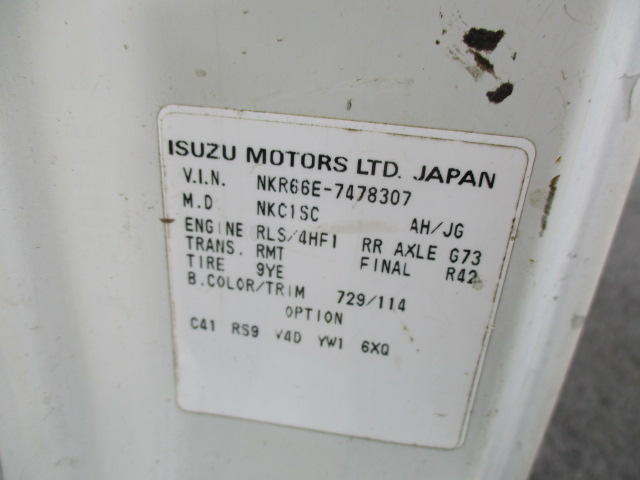 ISUZU MOTORS LTD. JAPAN
V.I.N. NKR66E-7478307
M.D NKC1SC AH/JG
ENGINE RLS/4HF1 RR AXLE G73
TRANS. RMT FINAL R42
TIRE 9YE
B.COLOR/TRIM 729/114
OPTION
C41 RS9 V4D YW1 6XQ